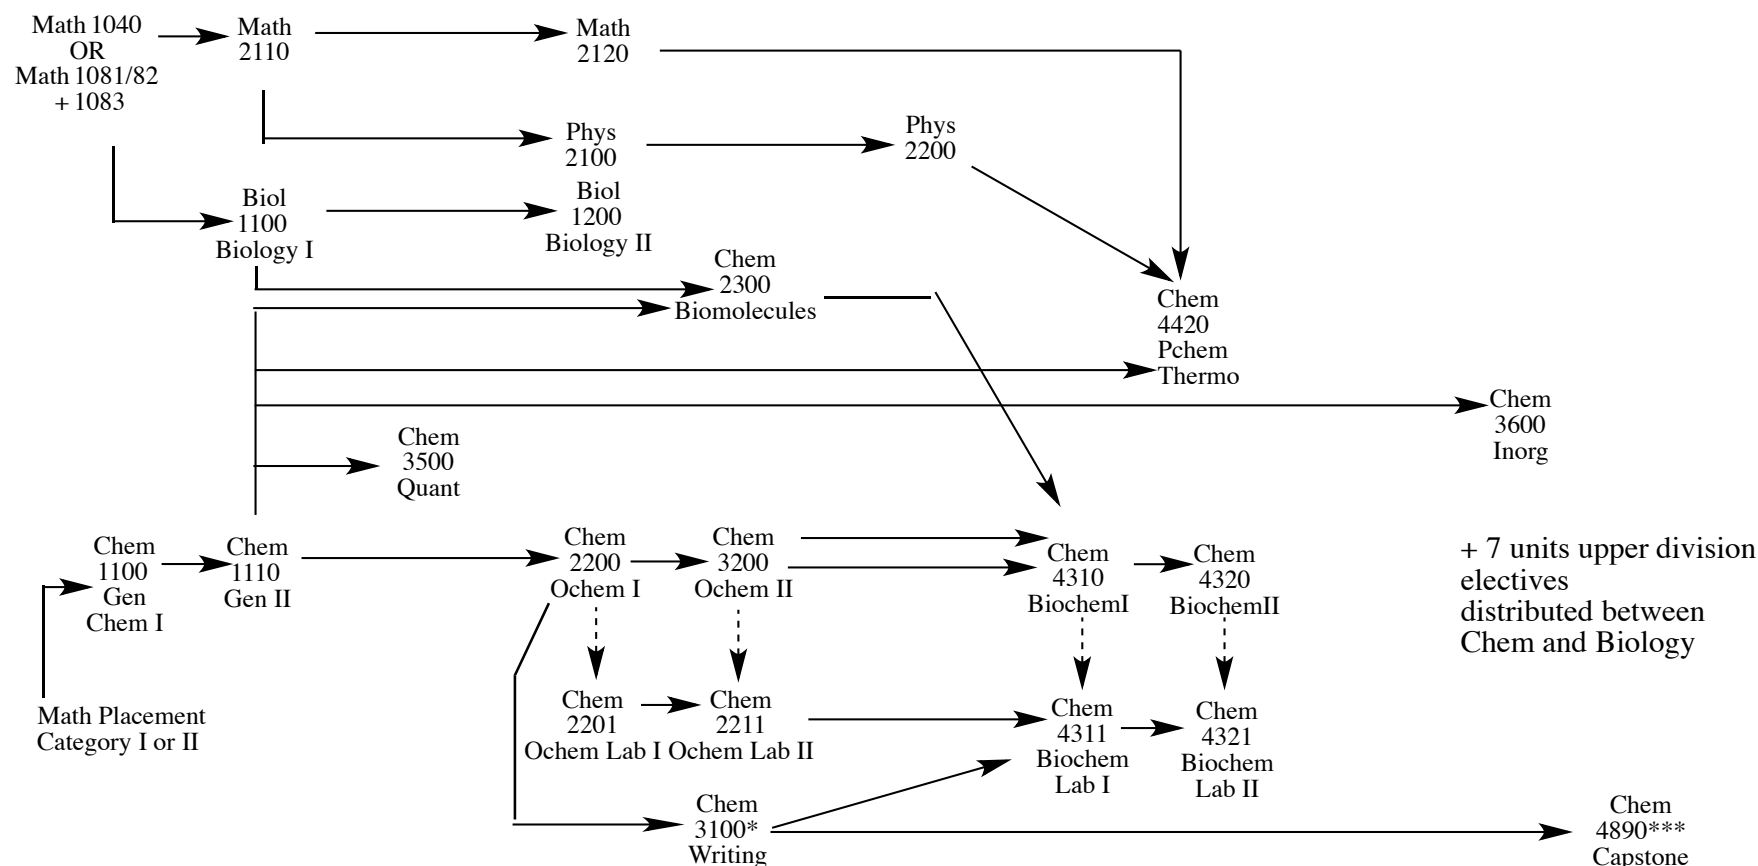 Math 1040
OR
Math 1081/82
+ 1083
Math
2110
Math
2120
Phys
2100
Phys
2200
Biol
1100
Biology I
Biol
1200
Biology II
Chem
2300
Biomolecules
Chem
4420
Pchem
Thermo
Chem
3600
Inorg
Chem
3500
Quant
Chem
1100
Gen
Chem I
Chem
1110
Gen II
Chem
2200
Ochem I
Chem
3200
Ochem II
Chem
4310
BiochemI
Chem
4320
BiochemII
+ 7 units upper division
electives
distributed between
Chem and Biology
Math Placement
Category I or II
Chem
2201
Ochem Lab I
Chem
2211
Ochem Lab II
Chem
4311
Biochem
Lab I
Chem
4321
Biochem
Lab II
Chem
3100*
Writing
Chem
4890***
Capstone